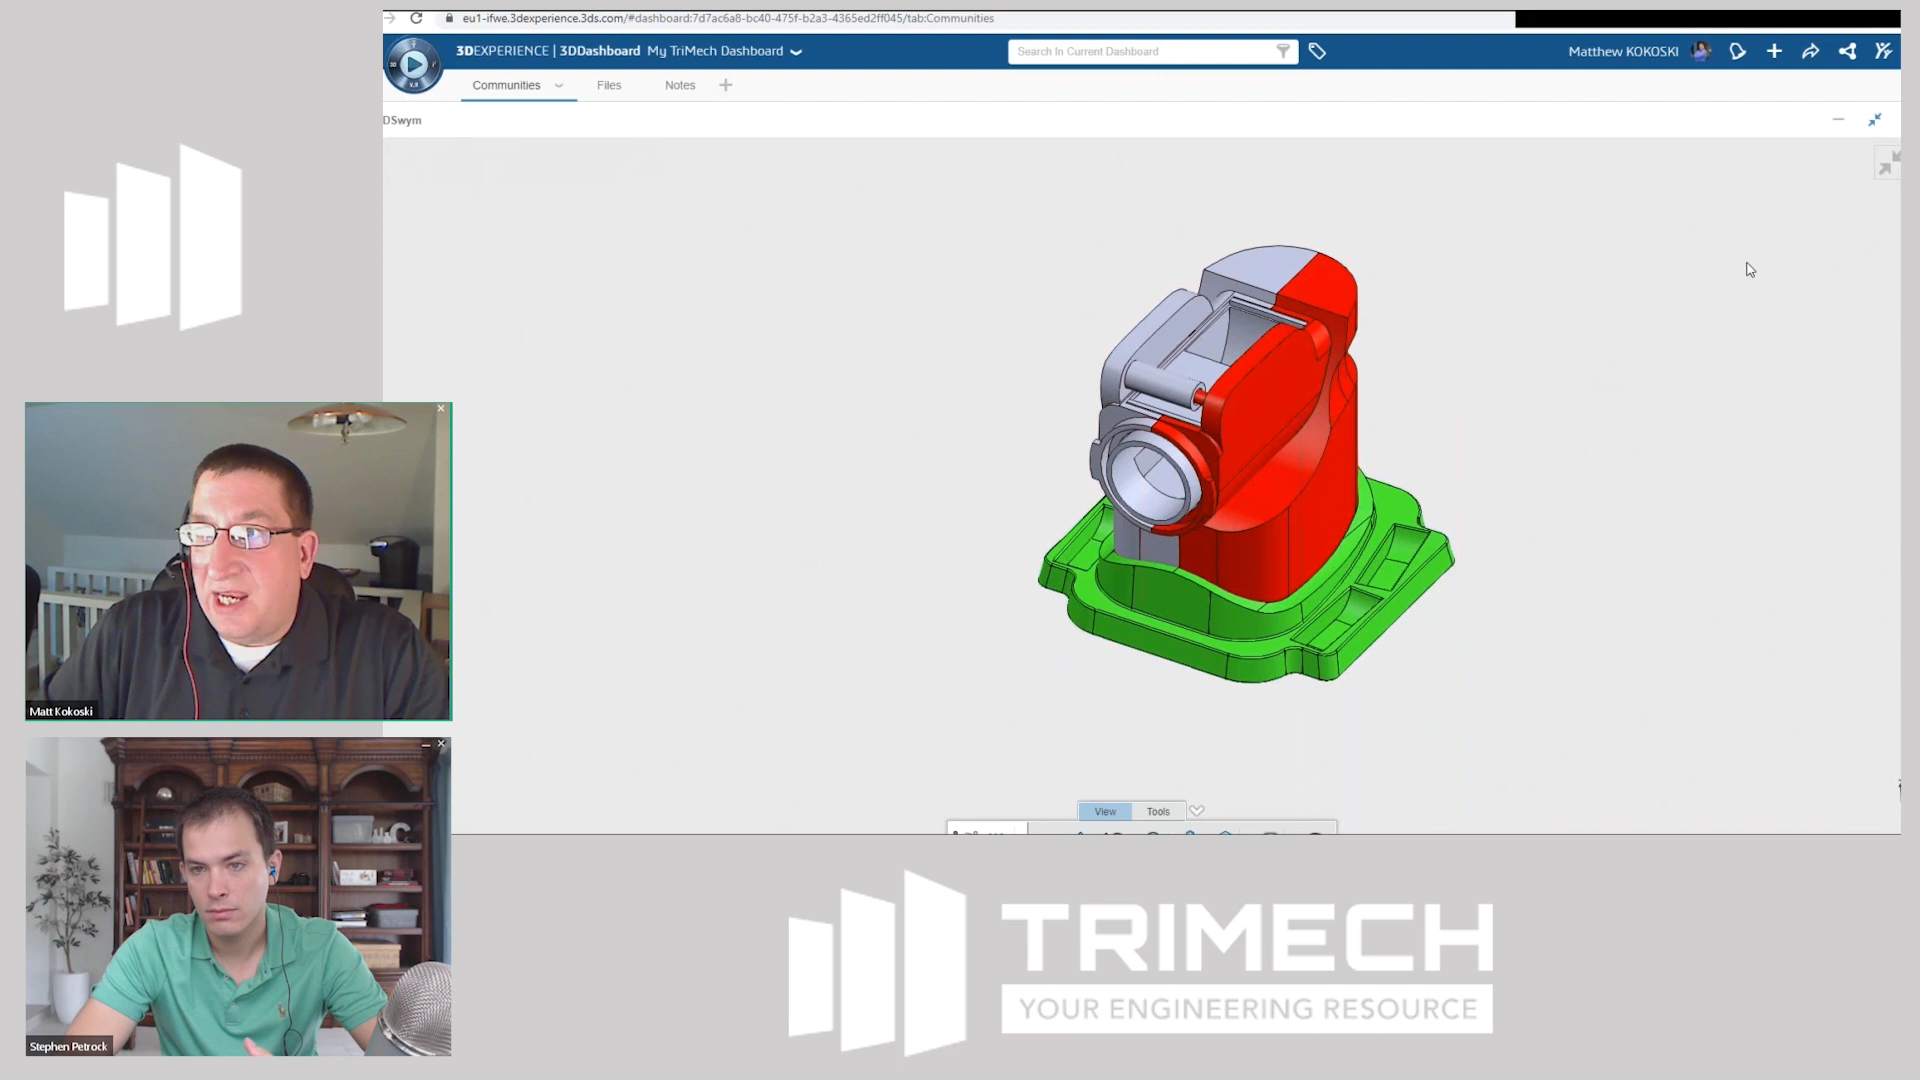 eu1-ifwe.3dexperience.3ds.com/#dashboard:7d7ac6a8-bc40-475f-b2a3-4365ed2ff045/tab:Communities
3DEXPERIENCE | 3DDashboard My TriMech Dashboard
Search In Current Dashboard
Matthew KOKOSKI
3D
V.R
Communities
Files
Notes
DSwym
Matt Kokoski
View
Tools
Stephen Petrock
TRIMECH
YOUR ENGINEERING RESOURCE